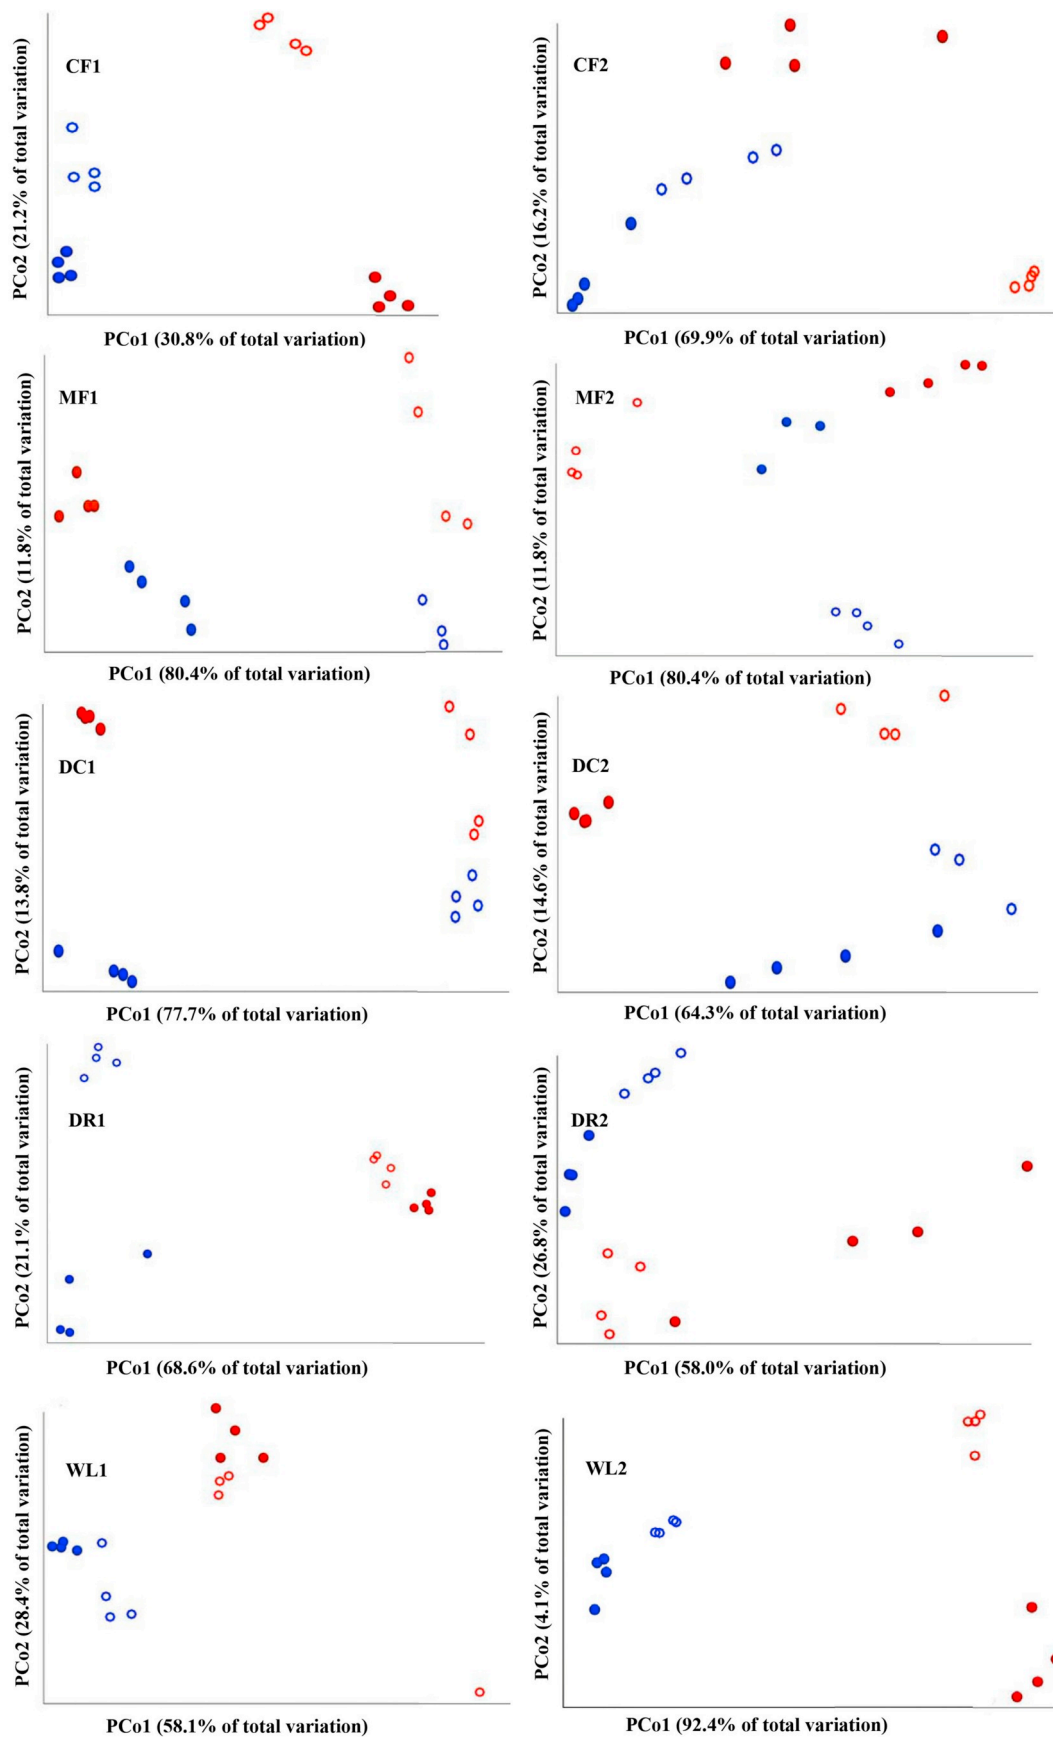 CF1
PCo2 (21.2% of total variation)
PCo1 (30.8% of total variation)
CF2
PCo2 (16.2% of total variation)
PCo1 (69.9% of total variation)
MF1
PCo2 (11.8% of total variation)
PCo1 (80.4% of total variation)
MF2
PCo2 (11.8% of total variation)
PCo1 (80.4% of total variation)
DC1
PCo2 (13.8% of total variation)
PCo1 (77.7% of total variation)
DC2
PCo2 (14.6% of total variation)
PCo1 (64.3% of total variation)
DR1
PCo2 (21.1% of total variation)
PCo1 (68.6% of total variation)
DR2
PCo2 (26.8% of total variation)
PCo1 (58.0% of total variation)
WL1
PCo2 (28.4% of total variation)
PCo1 (58.1% of total variation)
WL2
PCo2 (4.1% of total variation)
PCo1 (92.4% of total variation)